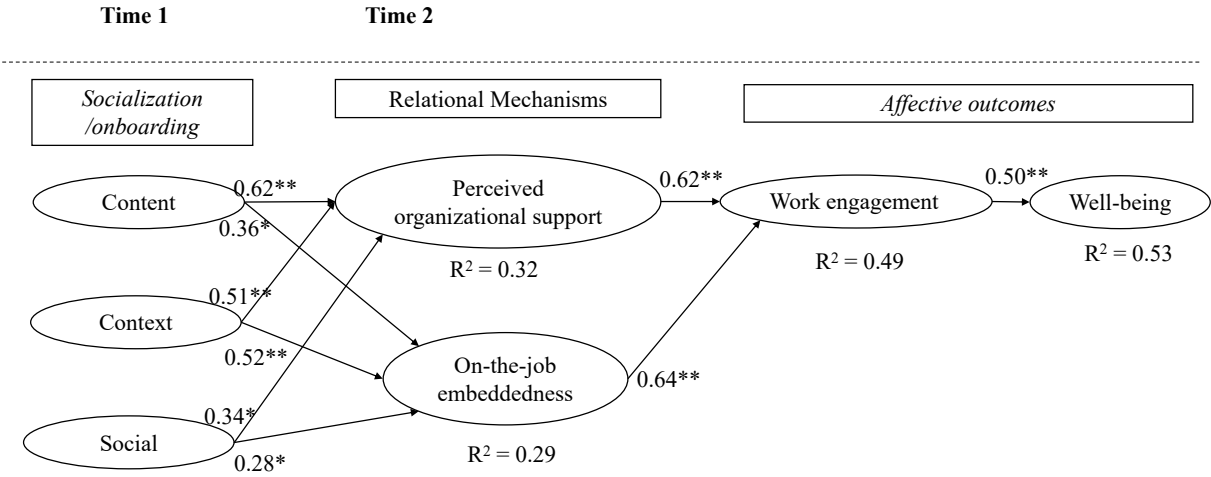 Time 1
Time 2
Socialization
/onboarding
Relational Mechanisms
Affective outcomes
Content
0.62**
0.36*
Perceived
organizational support
R² = 0.32
0.62**
Work engagement
R² = 0.49
0.50**
Well-being
R² = 0.53
Context
0.51**
0.52**
On-the-job
embeddedness
R² = 0.29
0.64**
Social
0.34*
0.28*